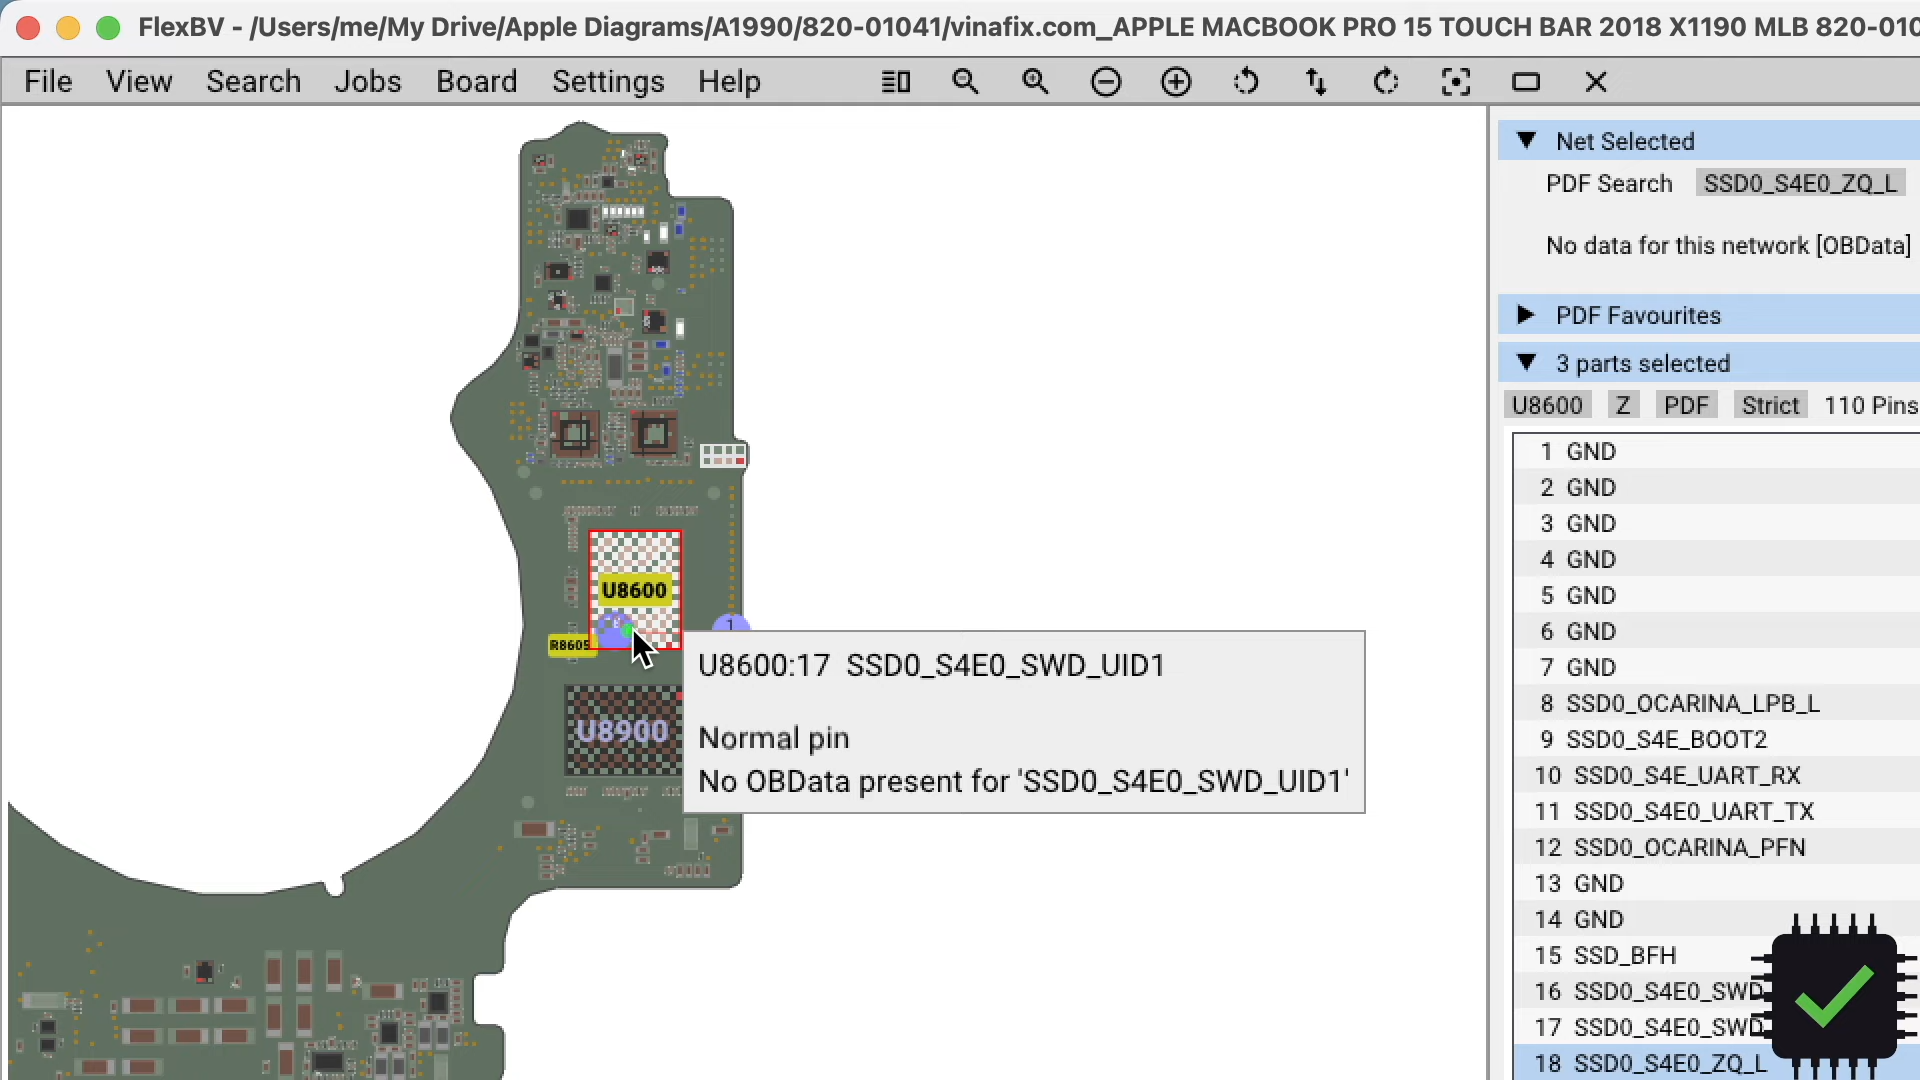 FlexBV - /Users/me/My Drive/Apple Diagrams/A1990/820-01041/vinafix.com_APPLE MACBOOK PRO 15 TOUCH BAR 2018 X1190 MLB 820-010
File View Search Jobs Board Settings Help
Net Selected
PDF Search SSD0_S4E0_ZQ_L
No data for this network [OBData]
PDF Favourites
3 parts selected
U8600 Z PDF Strict 110 Pins
1 GND
2 GND
3 GND
4 GND
5 GND
6 GND
7 GND
8 SSD0_OCARINA_LPB_L
9 SSD0_S4E_BOOT2
10 SSD0_S4E_UART_RX
11 SSD0_S4E0_UART_TX
12 SSD0_OCARINA_PFN
13 GND
14 GND
15 SSD_BFH
16 SSD0_S4E0_SWD
17 SSD0_S4E0_SWD
18 SSD0_S4E0_ZQ_L
U8600
1
R8605
U8900
U8600:17 SSD0_S4E0_SWD_UID1
Normal pin
No OBData present for 'SSD0_S4E0_SWD_UID1'